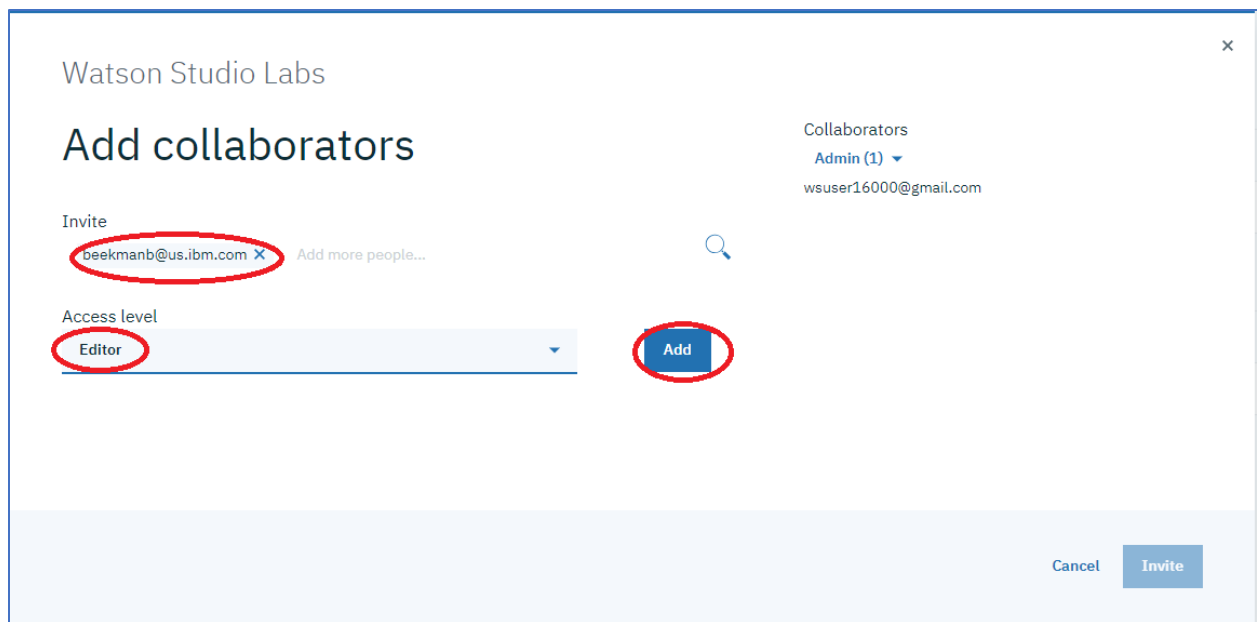 Watson Studio Labs
Add collaborators
Invite
beekmanb@us.ibm.com ✕ Add more people...
Access level
Editor
Add
Collaborators
Admin (1)
wsuser16000@gmail.com
Cancel
Invite